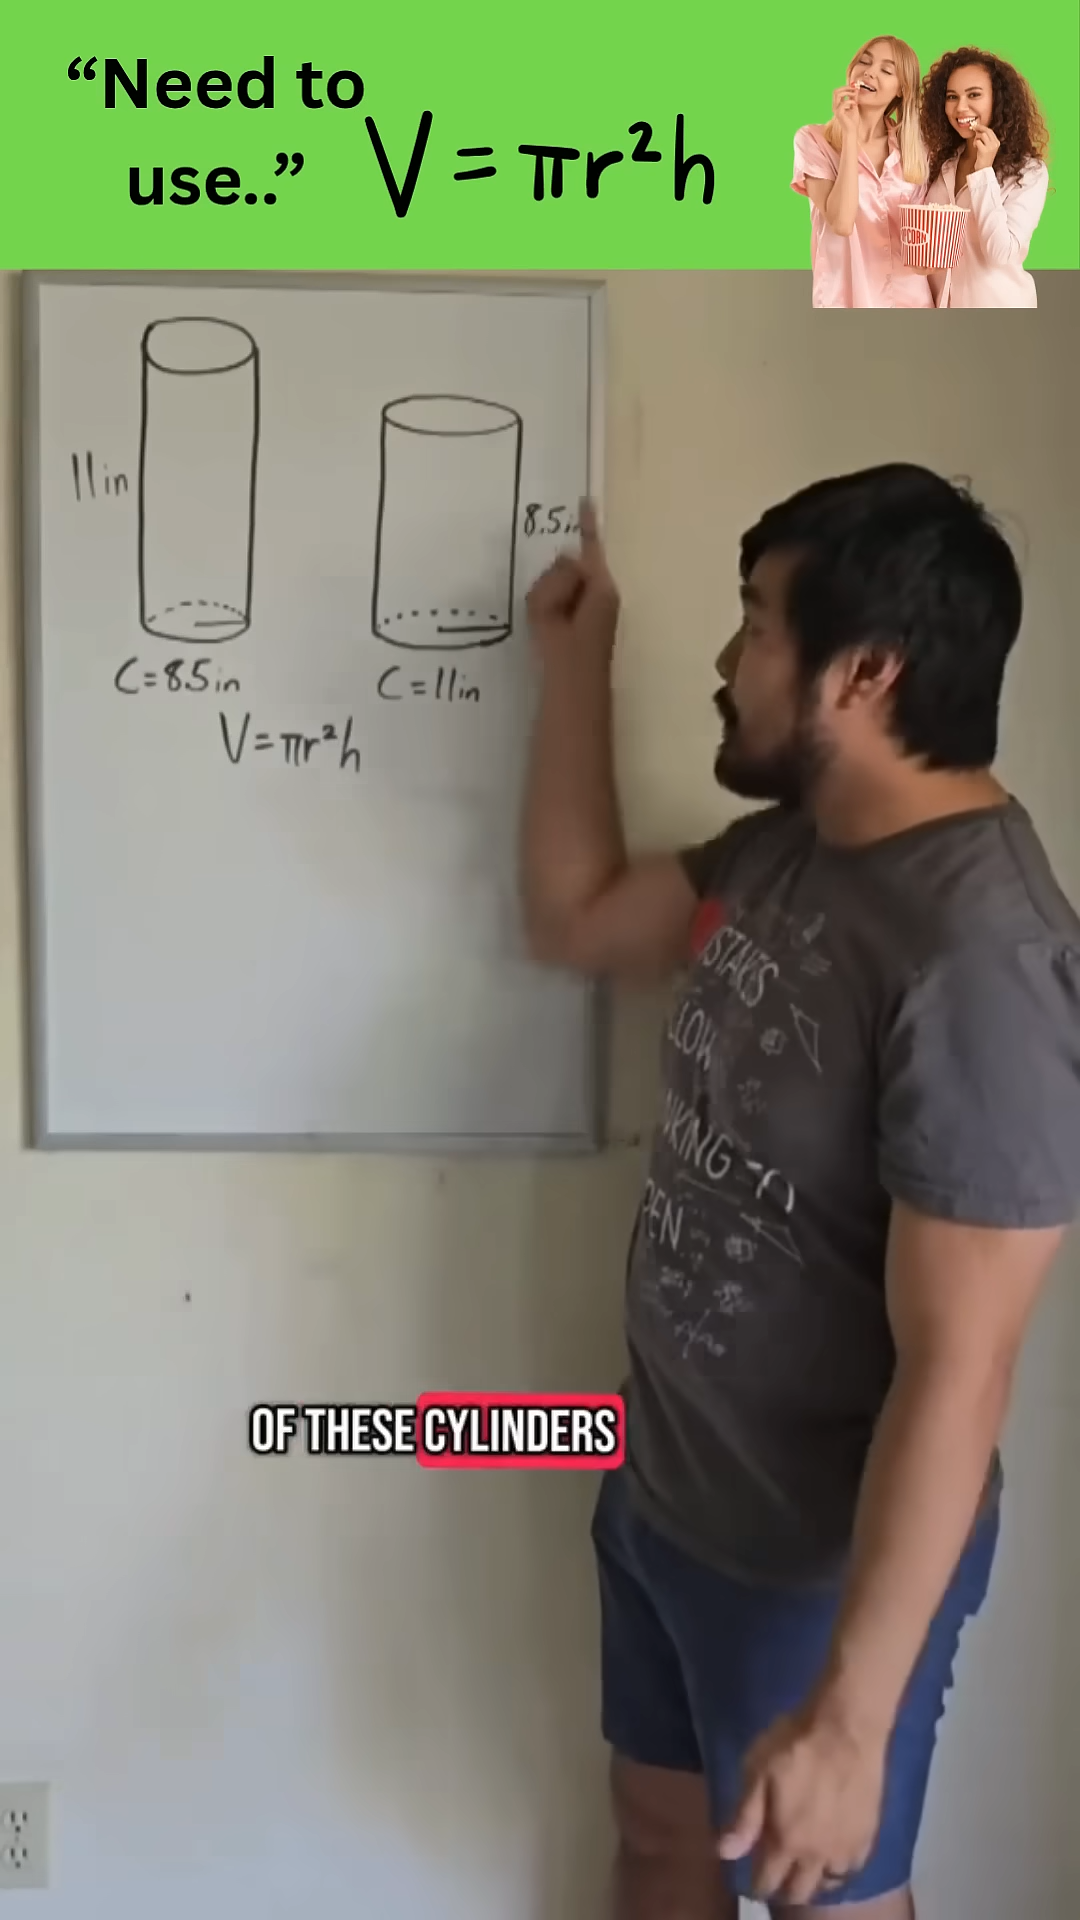 “Need to
use..” V = πr²h
11in
8.5in
C=8.5in
C=11in
V=πr²h
OF THESE CYLINDERS